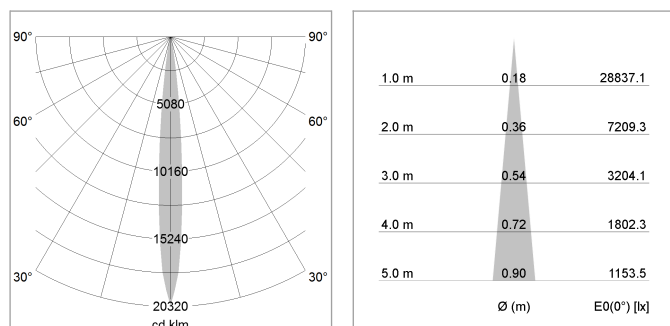 90° 90°
5080
60° 60°
10160
15240
30° 30°
20320
cd klm
1.0 m 0.18 28837.1
2.0 m 0.36 7209.3
3.0 m 0.54 3204.1
4.0 m 0.72 1802.3
5.0 m 0.90 1153.5
Ø (m) E0(0°) [lx]